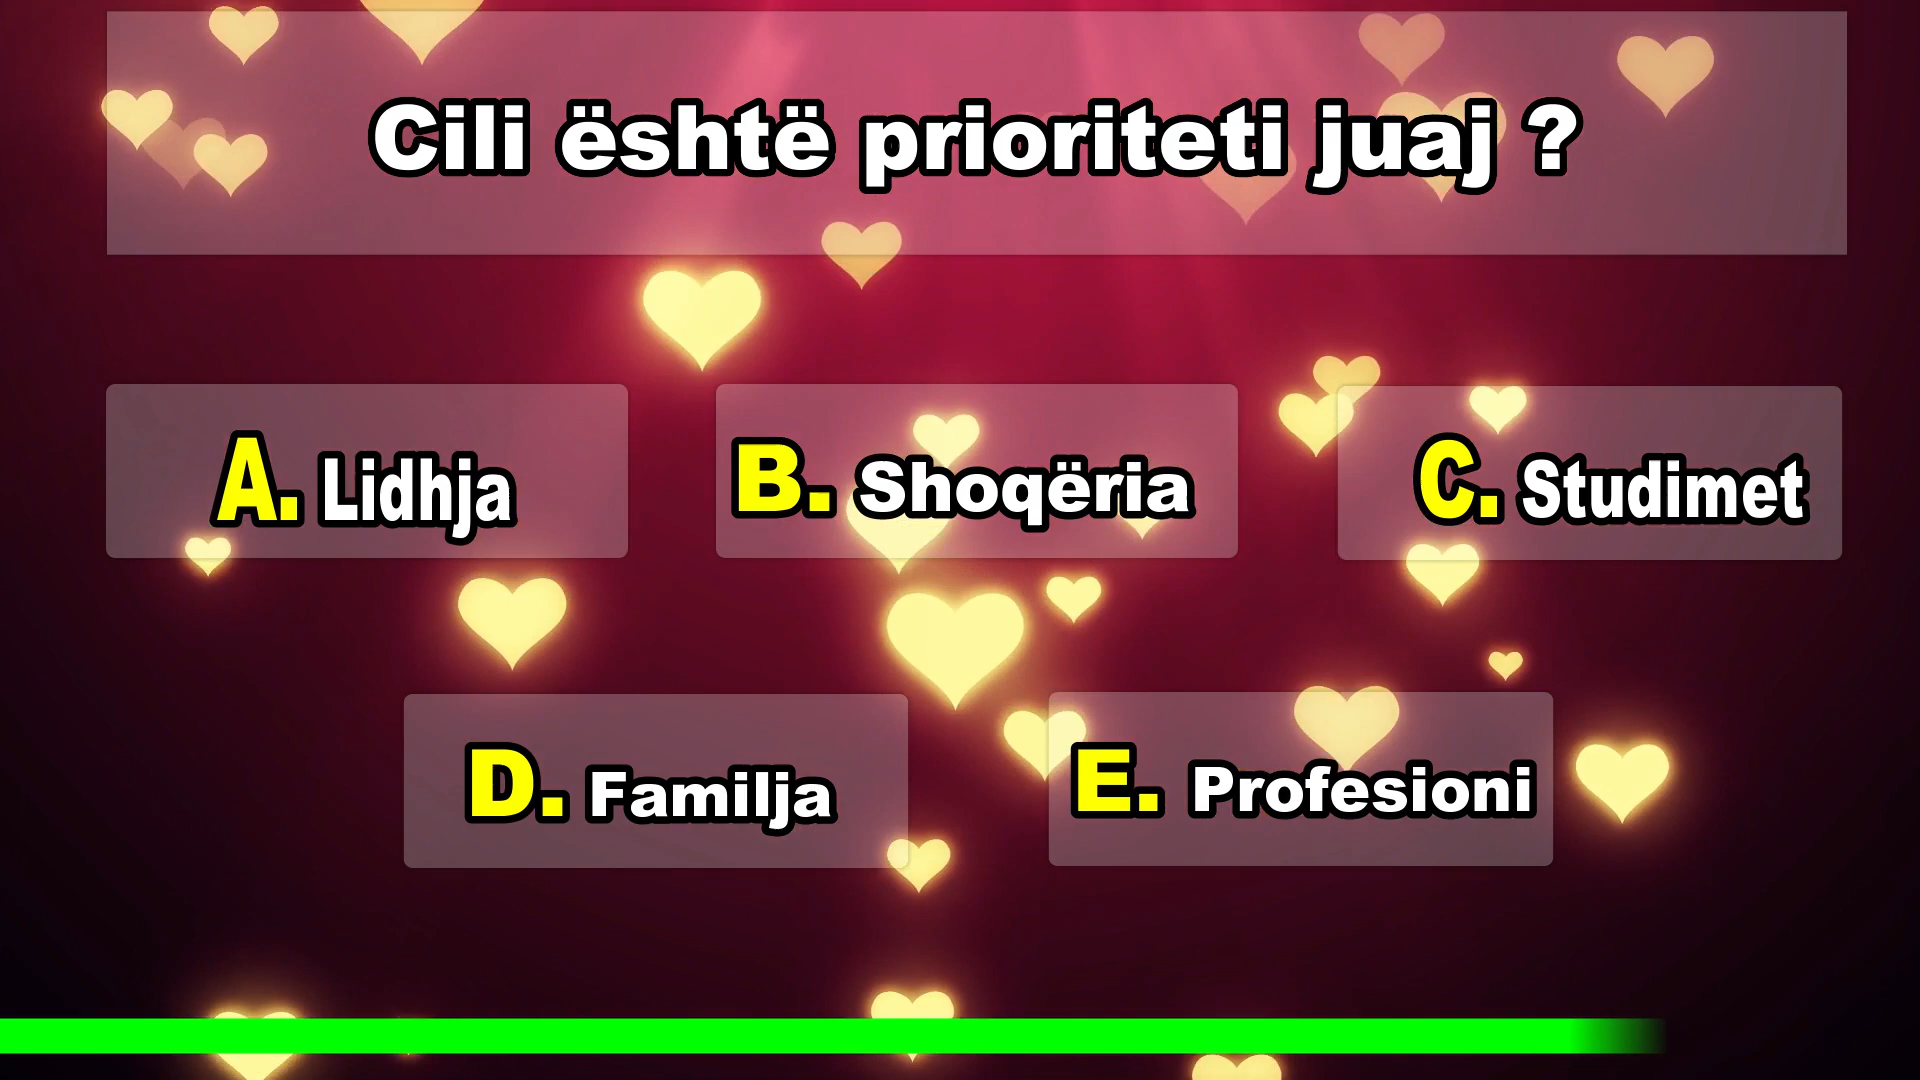 Cili është prioriteti juaj ?
A. Lidhja
B. Shoqëria
C. Studimet
D. Familja
E. Profesioni